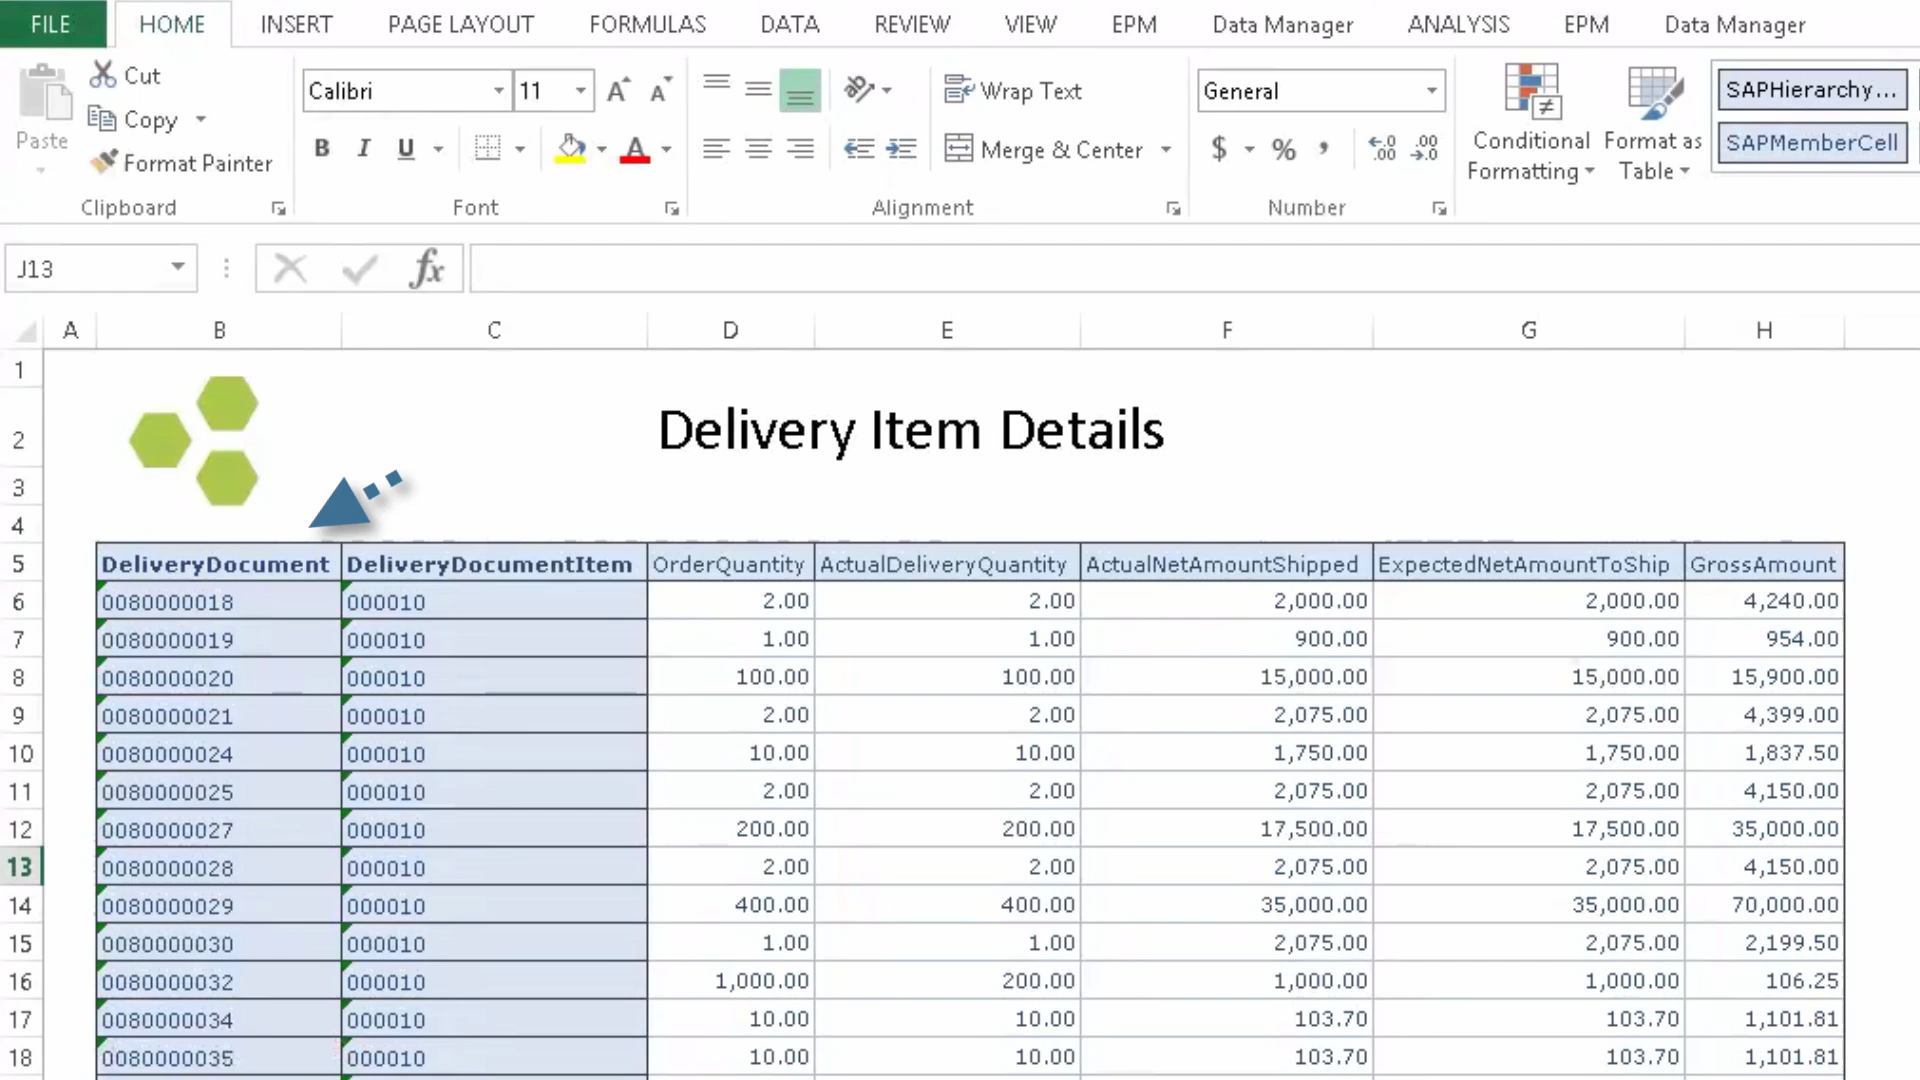 FILE HOME INSERT PAGE LAYOUT FORMULAS DATA REVIEW VIEW EPM Data Manager ANALYSIS EPM Data Manager
Paste
Cut
Copy
Format Painter
Clipboard
Calibri 11 A A
B I U A
Font
Wrap Text
Merge & Center
Alignment
General
$ % , .0 .00 .00 .0
Number
Conditional Formatting
Format as Table
SAPHierarchy...
SAPMemberCell
J13 fx
A B C D E F G H
1
2 Delivery Item Details
3
4
5 DeliveryDocument DeliveryDocumentItem OrderQuantity ActualDeliveryQuantity ActualNetAmountShipped ExpectedNetAmountToShip GrossAmount
6 0080000018 000010 2.00 2.00 2,000.00 2,000.00 4,240.00
7 0080000019 000010 1.00 1.00 900.00 900.00 954.00
8 0080000020 000010 100.00 100.00 15,000.00 15,000.00 15,900.00
9 0080000021 000010 2.00 2.00 2,075.00 2,075.00 4,399.00
10 0080000024 000010 10.00 10.00 1,750.00 1,750.00 1,837.50
11 0080000025 000010 2.00 2.00 2,075.00 2,075.00 4,150.00
12 0080000027 000010 200.00 200.00 17,500.00 17,500.00 35,000.00
13 0080000028 000010 2.00 2.00 2,075.00 2,075.00 4,150.00
14 0080000029 000010 400.00 400.00 35,000.00 35,000.00 70,000.00
15 0080000030 000010 1.00 1.00 2,075.00 2,075.00 2,199.50
16 0080000032 000010 1,000.00 200.00 1,000.00 1,000.00 106.25
17 0080000034 000010 10.00 10.00 103.70 103.70 1,101.81
18 0080000035 000010 10.00 10.00 103.70 103.70 1,101.81